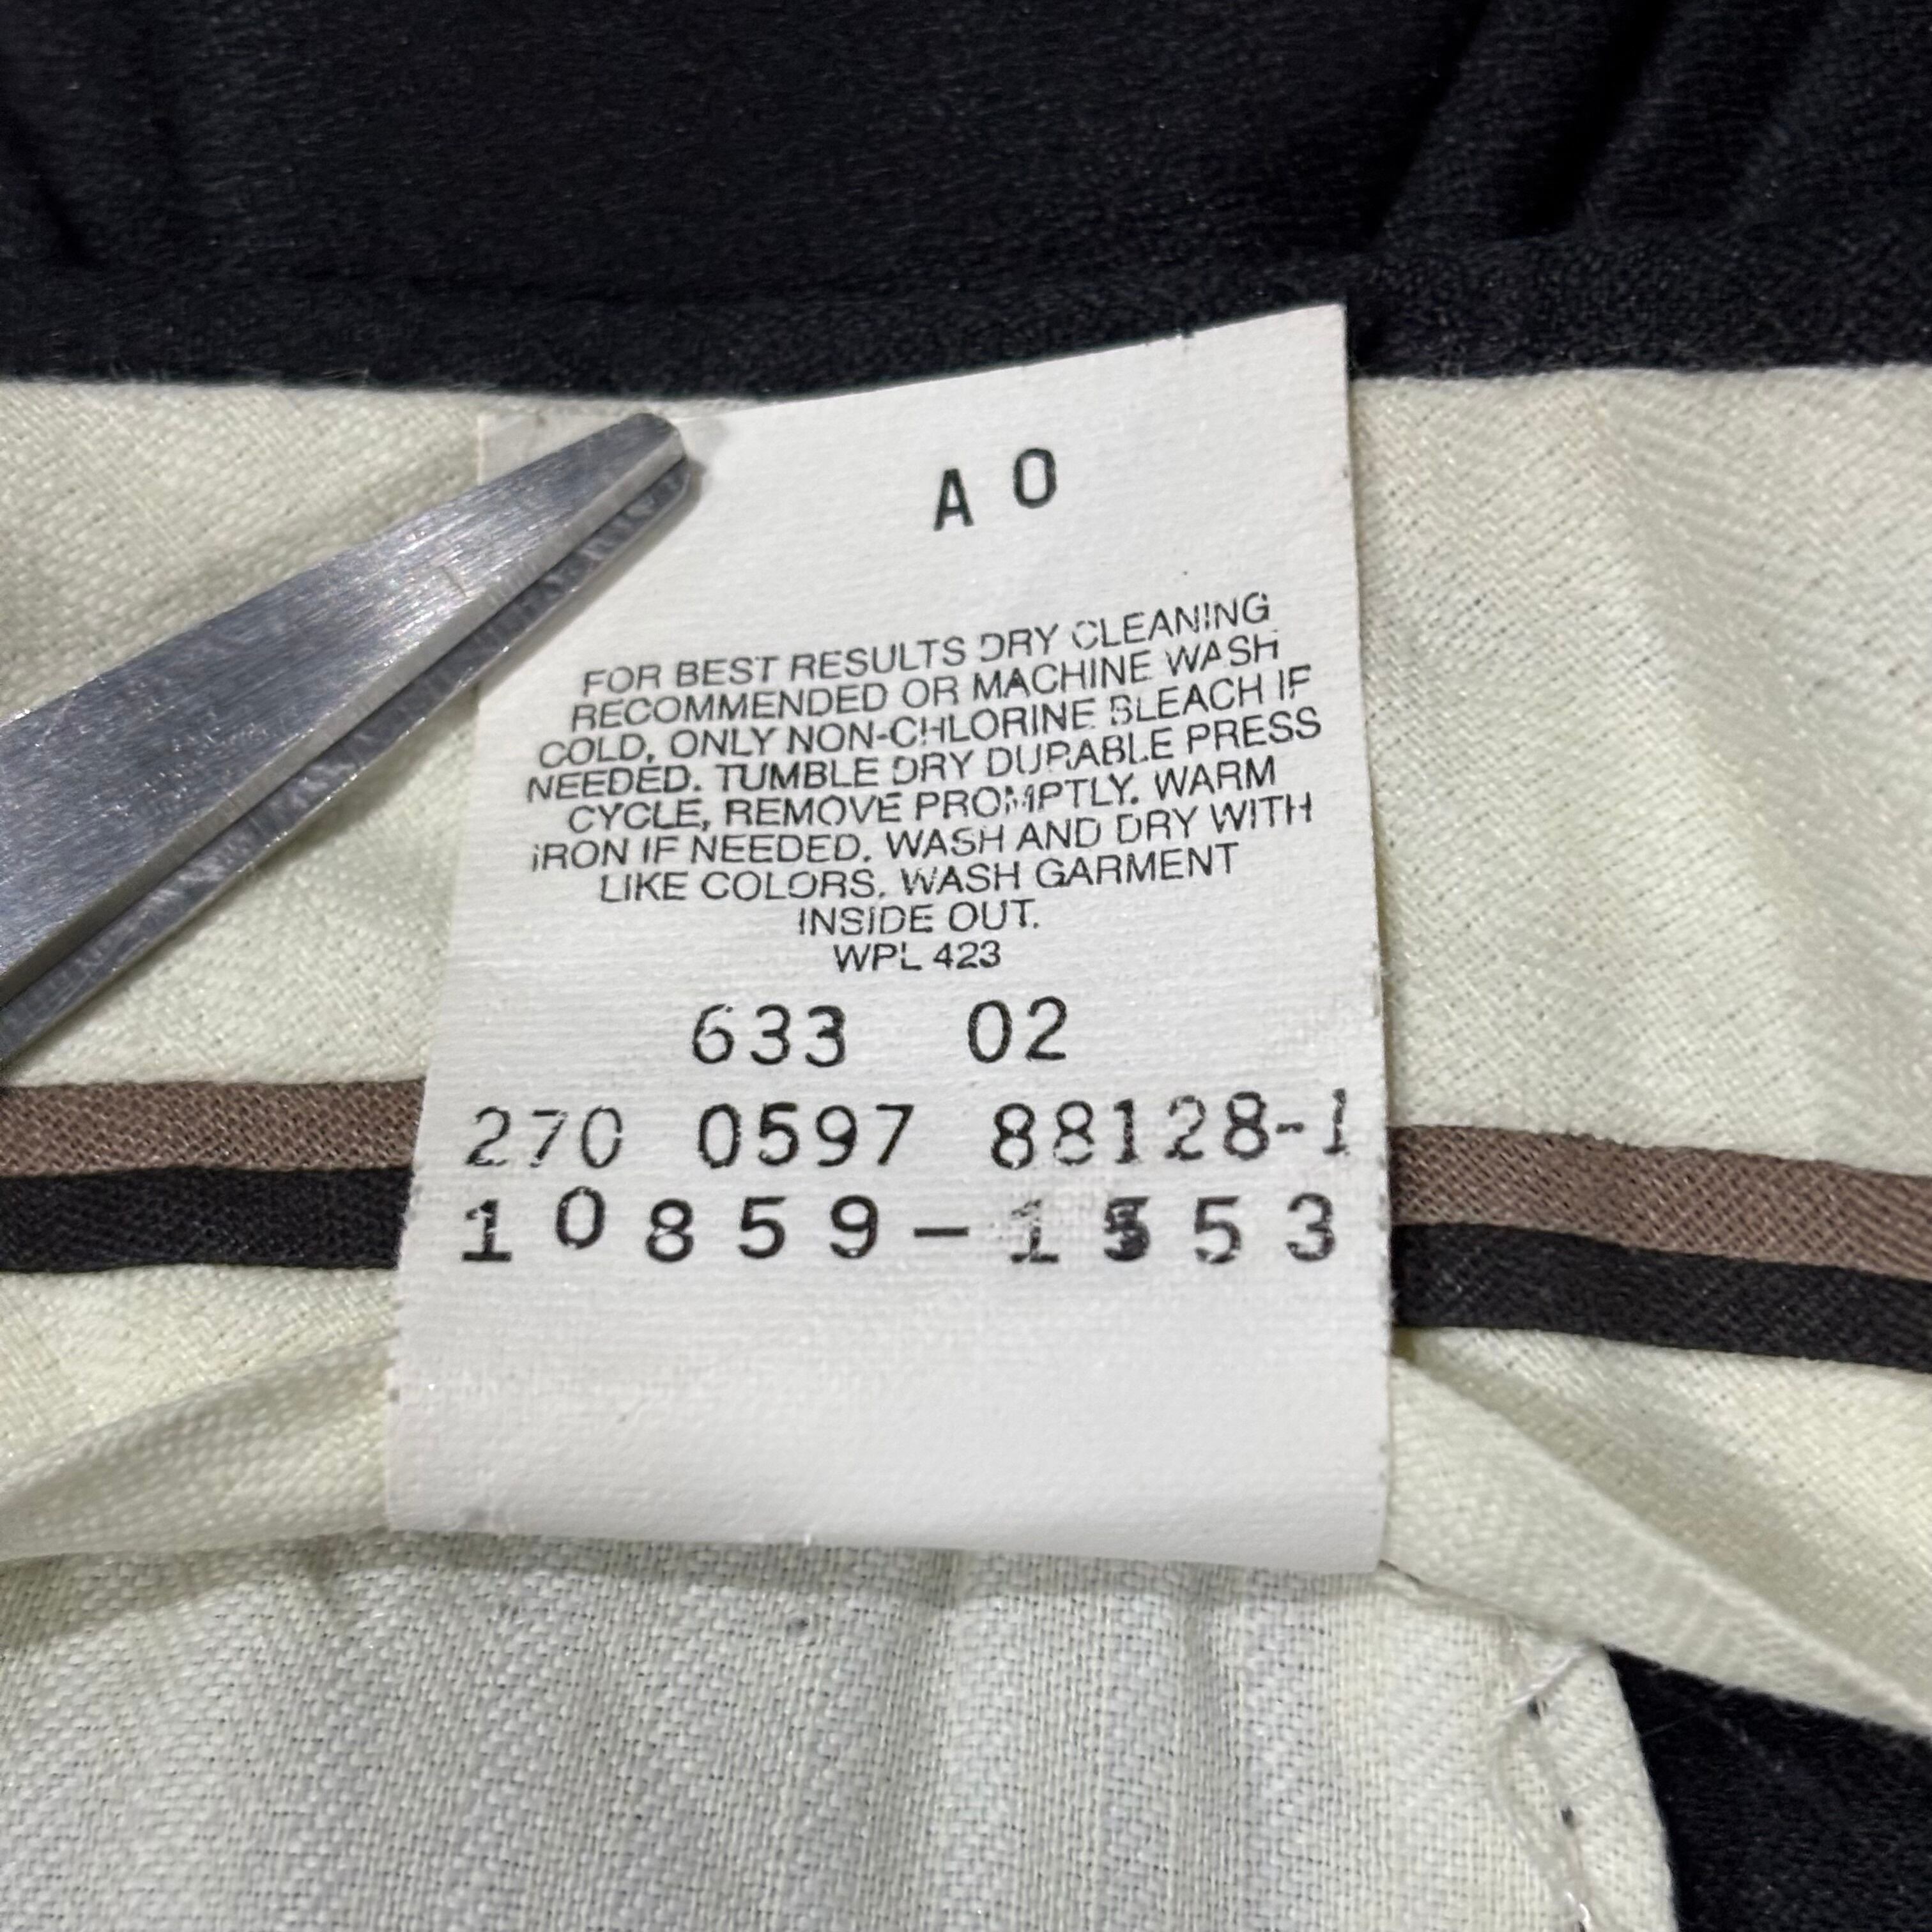 A O
FOR BEST RESULTS DRY CLEANING
RECOMMENDED OR MACHINE WASH
COLD, ONLY NON-CHLORINE BLEACH IF
NEEDED. TUMBLE DRY DURABLE PRESS
CYCLE, REMOVE PROMPTLY. WARM
IRON IF NEEDED. WASH AND DRY WITH
LIKE COLORS. WASH GARMENT
INSIDE OUT.
WPL 423
633 02
270 0597 88128-1
10859-1553